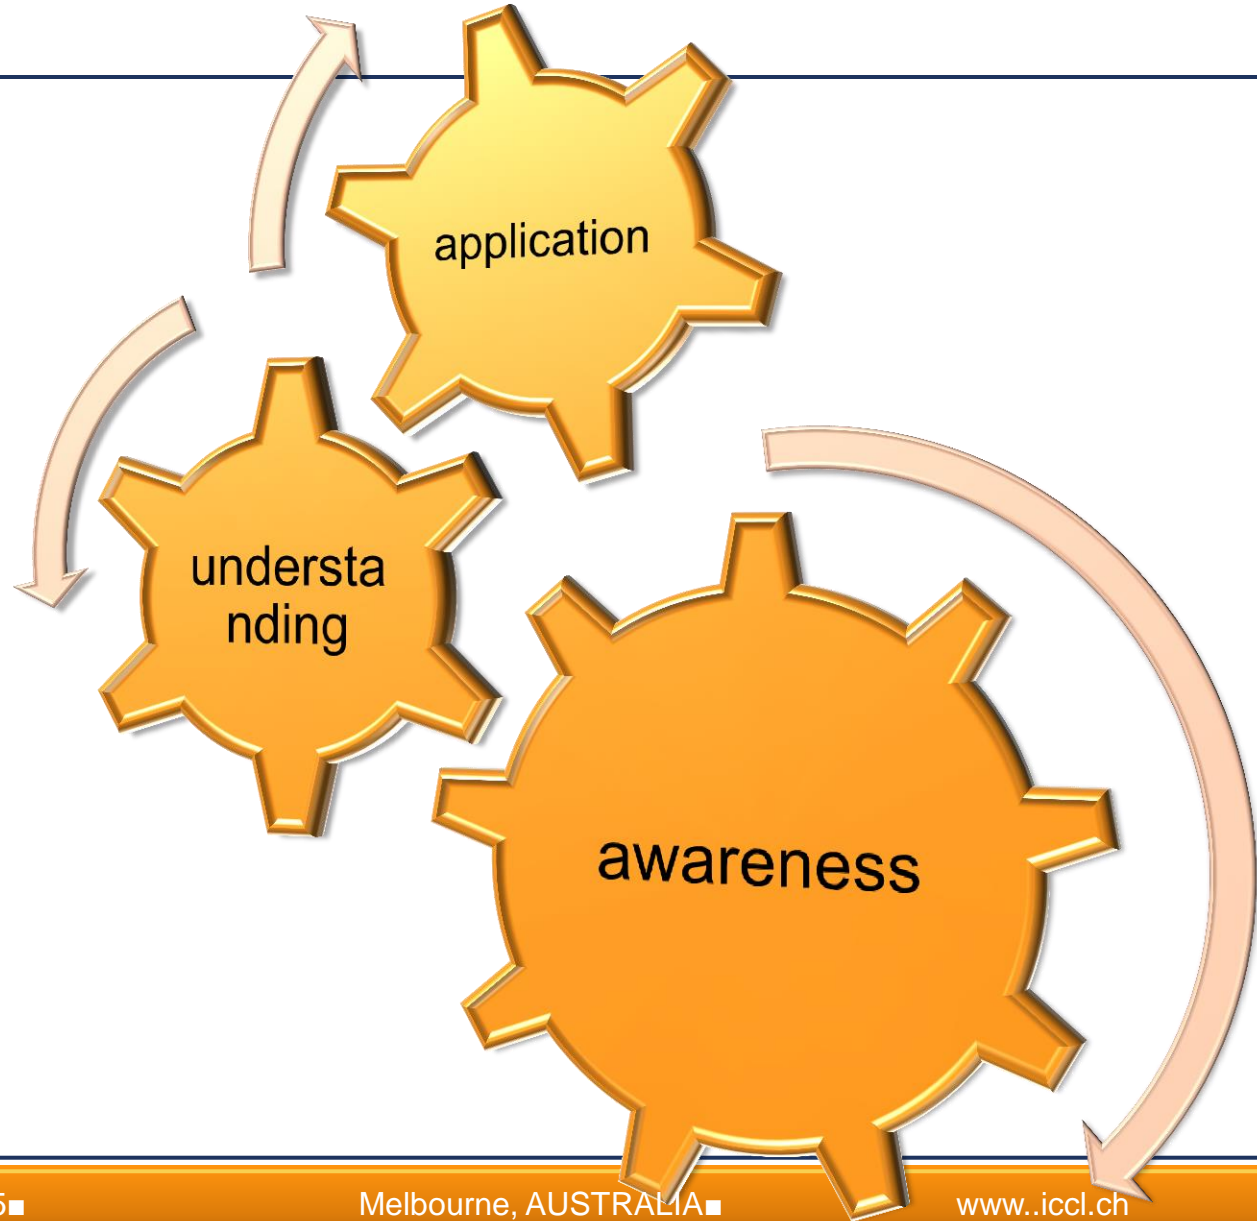 application
understa
nding
awareness
5■ Melbourne, AUSTRALIA■ www..iccl.ch